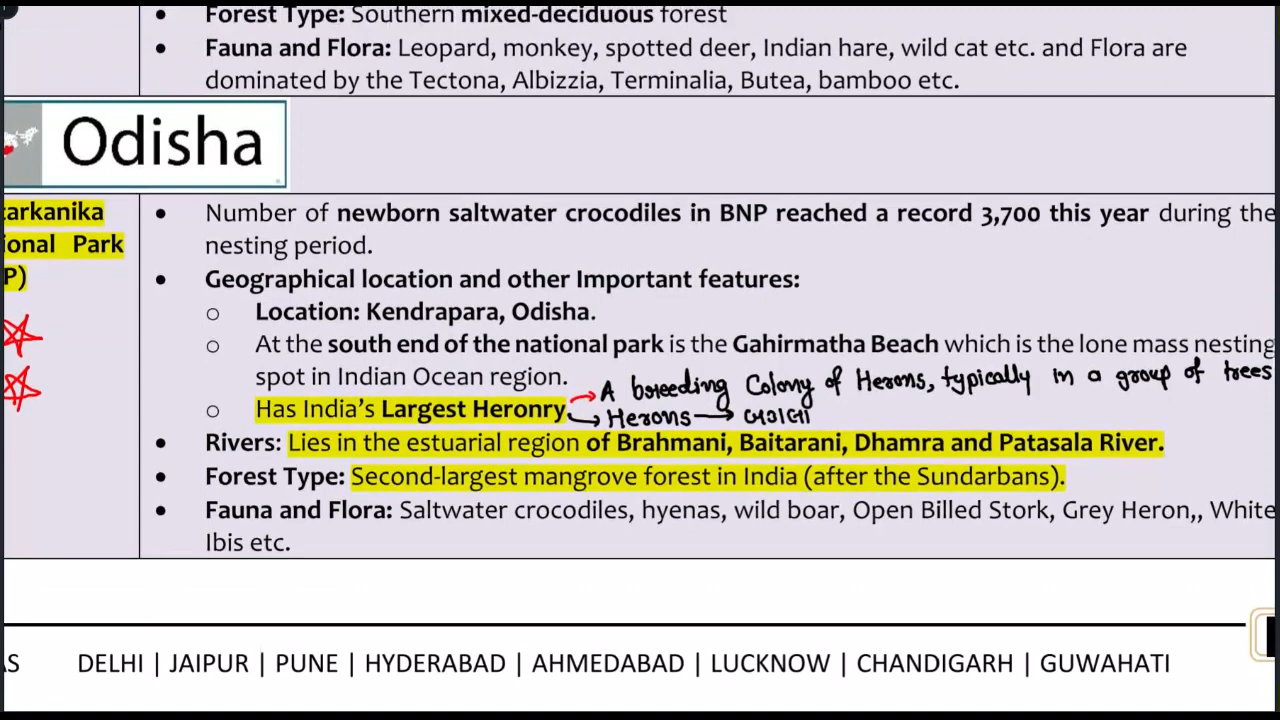 • Forest Type: Southern mixed-deciduous forest
• Fauna and Flora: Leopard, monkey, spotted deer, Indian hare, wild cat etc. and Flora are
dominated by the Tectona, Albizzia, Terminalia, Butea, bamboo etc.
Odisha
tarkanika
ional Park
P)
• Number of newborn saltwater crocodiles in BNP reached a record 3,700 this year during the
nesting period.
• Geographical location and other Important features:
o Location: Kendrapara, Odisha.
o At the south end of the national park is the Gahirmatha Beach which is the lone mass nesting
spot in Indian Ocean region.
→ A breeding Colony of Herons, typically in a group of trees
o Has India's Largest Heronry
→ Herons →
• Rivers: Lies in the estuarial region of Brahmani, Baitarani, Dhamra and Patasala River.
• Forest Type: Second-largest mangrove forest in India (after the Sundarbans).
• Fauna and Flora: Saltwater crocodiles, hyenas, wild boar, Open Billed Stork, Grey Heron,, White
Ibis etc.
AS DELHI | JAIPUR | PUNE | HYDERABAD | AHMEDABAD | LUCKNOW | CHANDIGARH | GUWAHATI